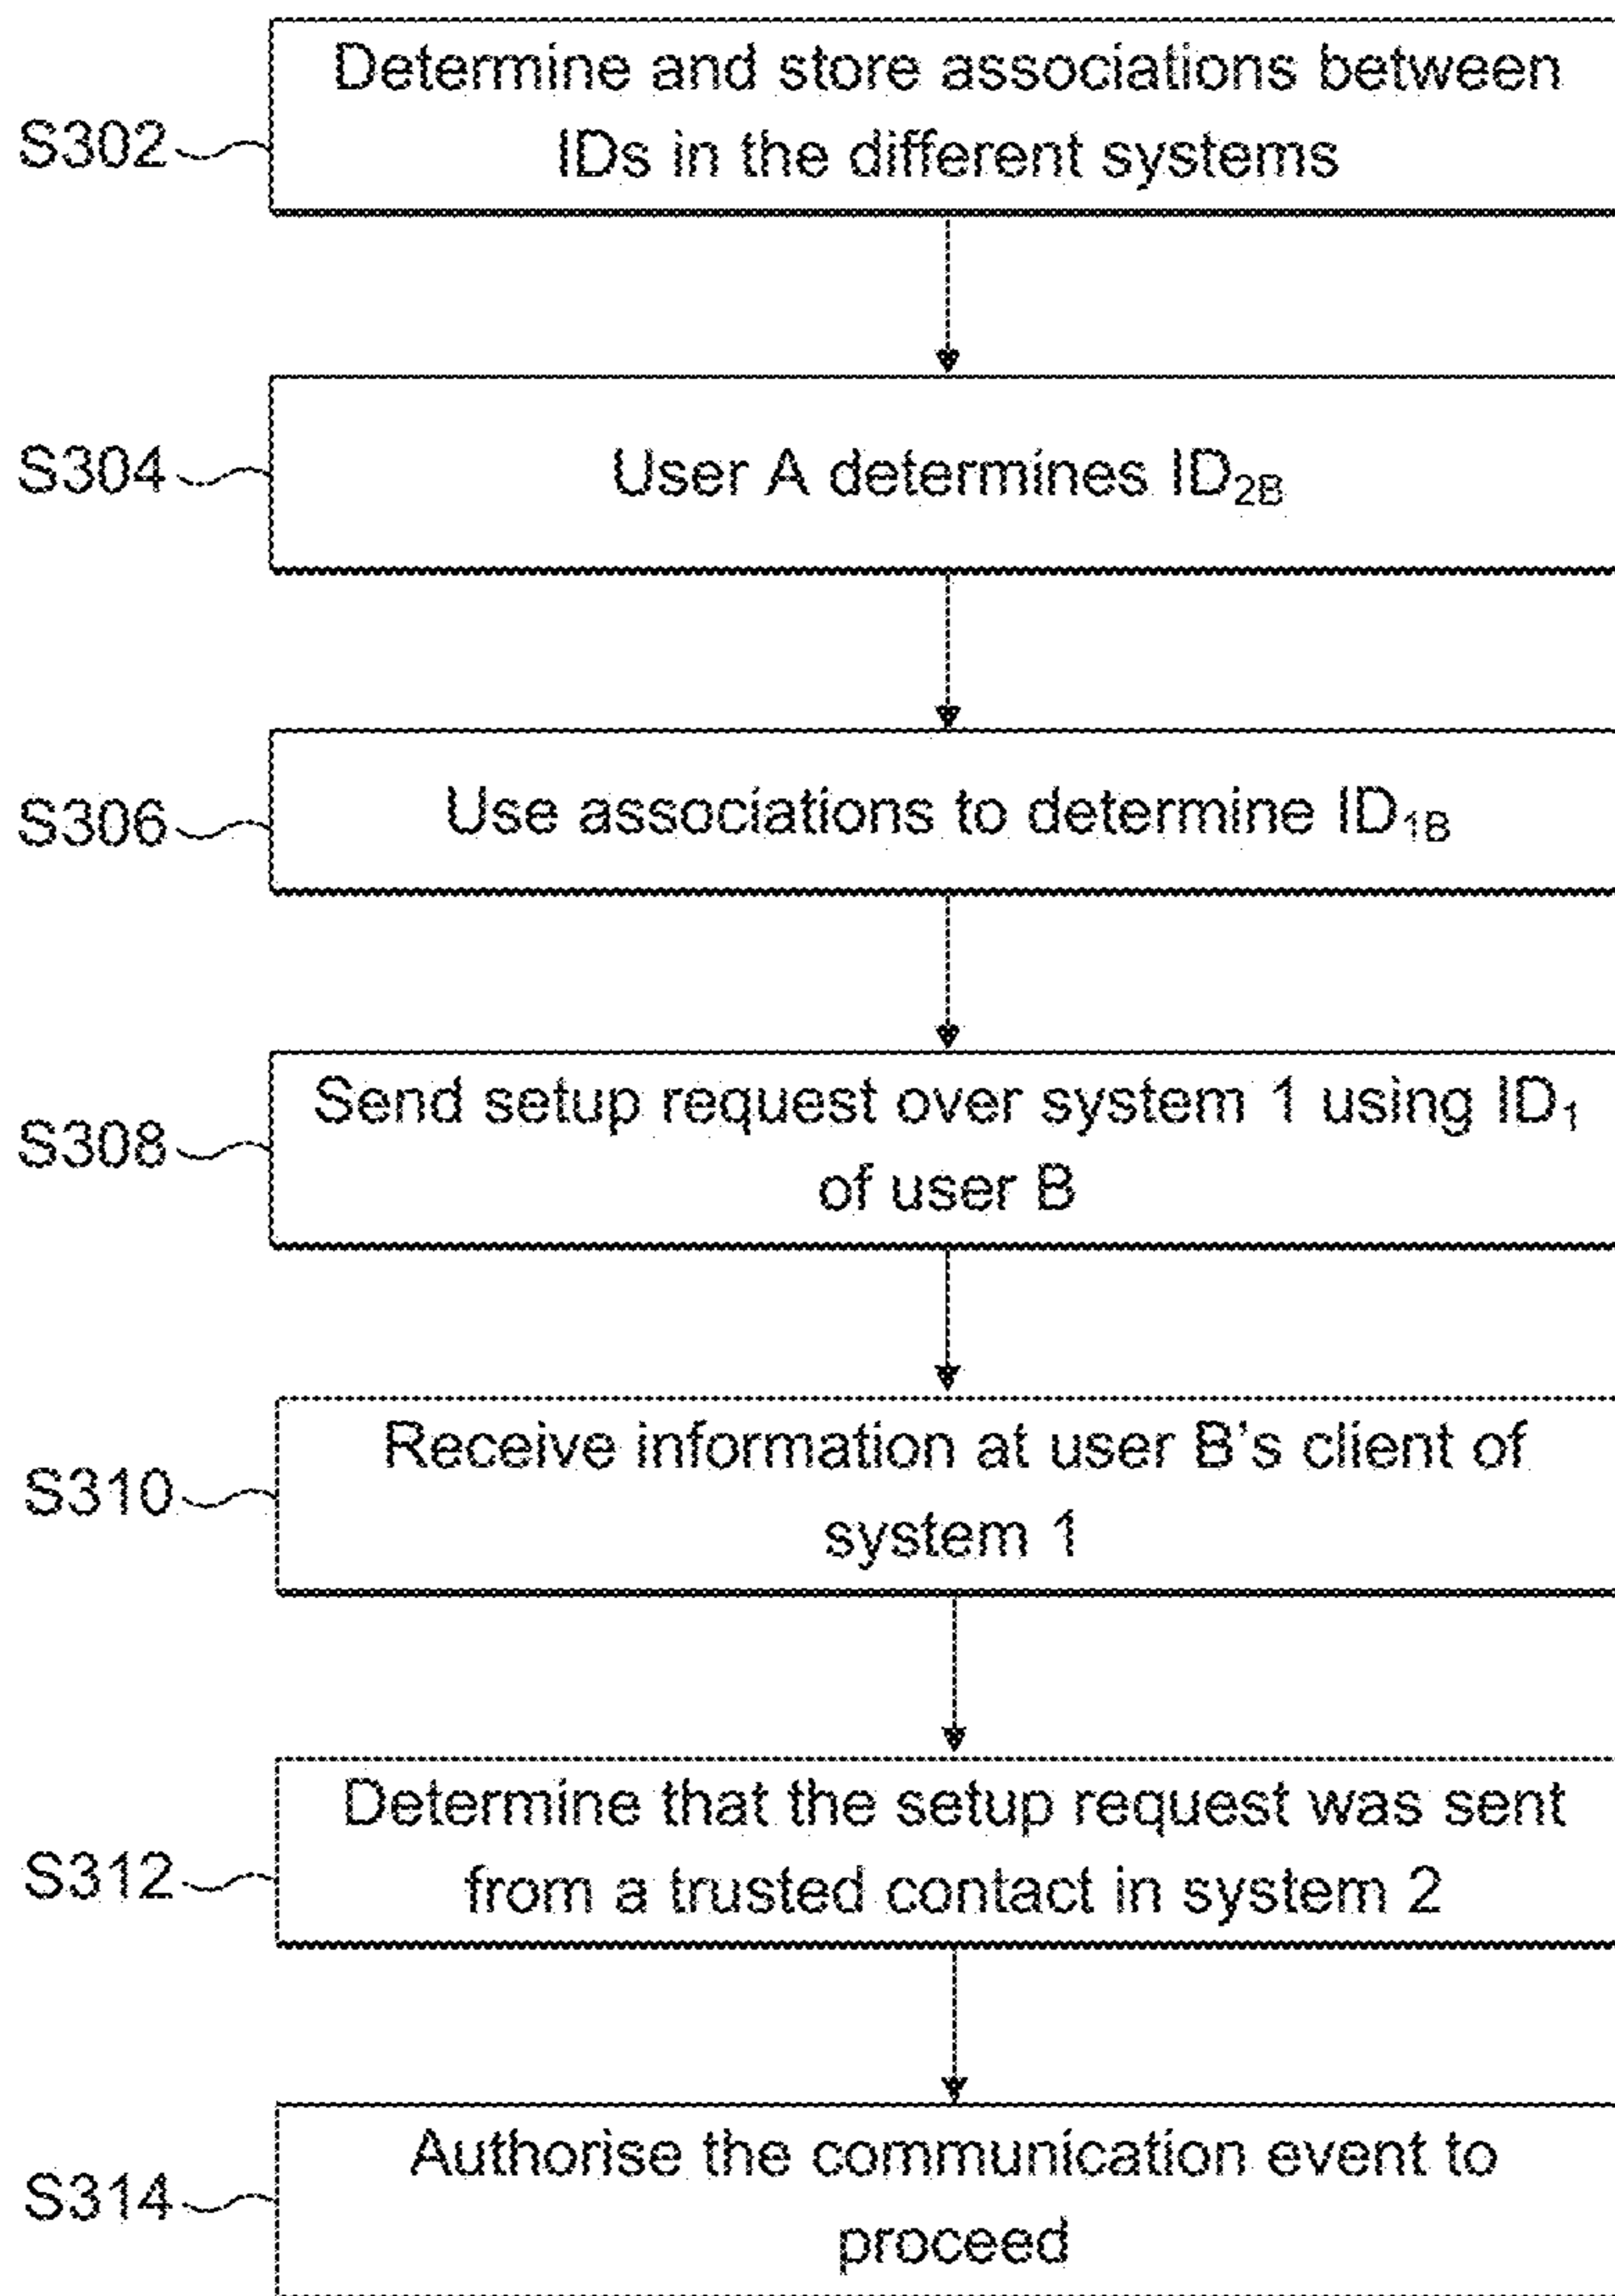 Determine and store associations between
S302
IDs in the different systems
S304
User A determines ID₂B
S306
Use associations to determine ID₁B
Send setup request over system 1 using ID₁
S308
of user B
Receive information at user B's client of
S310
system 1
Determine that the setup request was sent
S312
from a trusted contact in system 2
Authorise the communication event to
S314
proceed